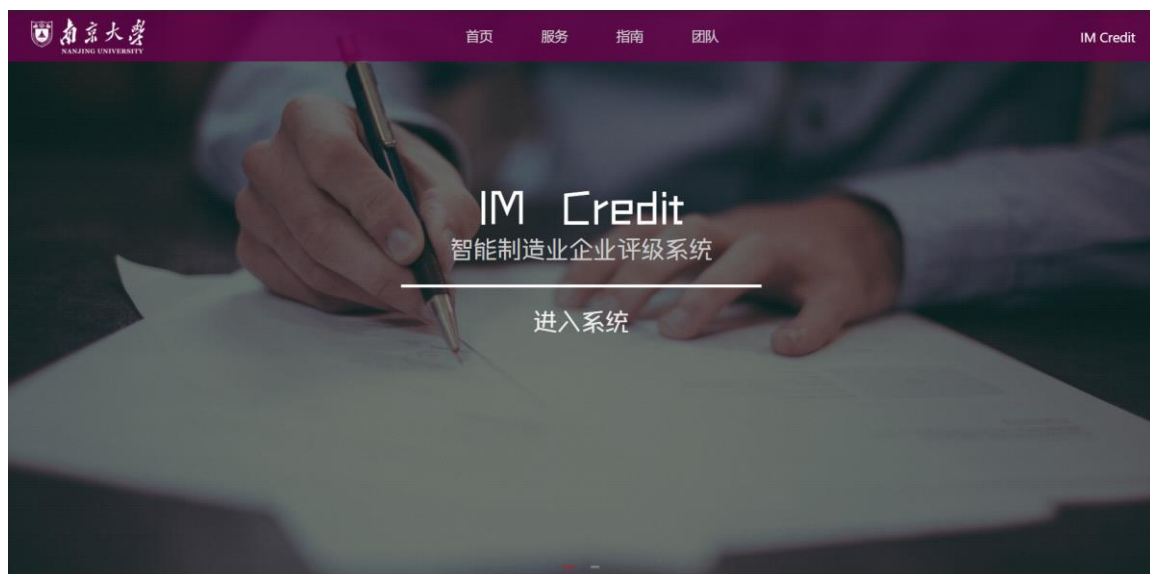 南京大学
NANJING UNIVERSITY
首页 服务 指南 团队
IM Credit
IM Credit
智能制造业企业评级系统
进入系统